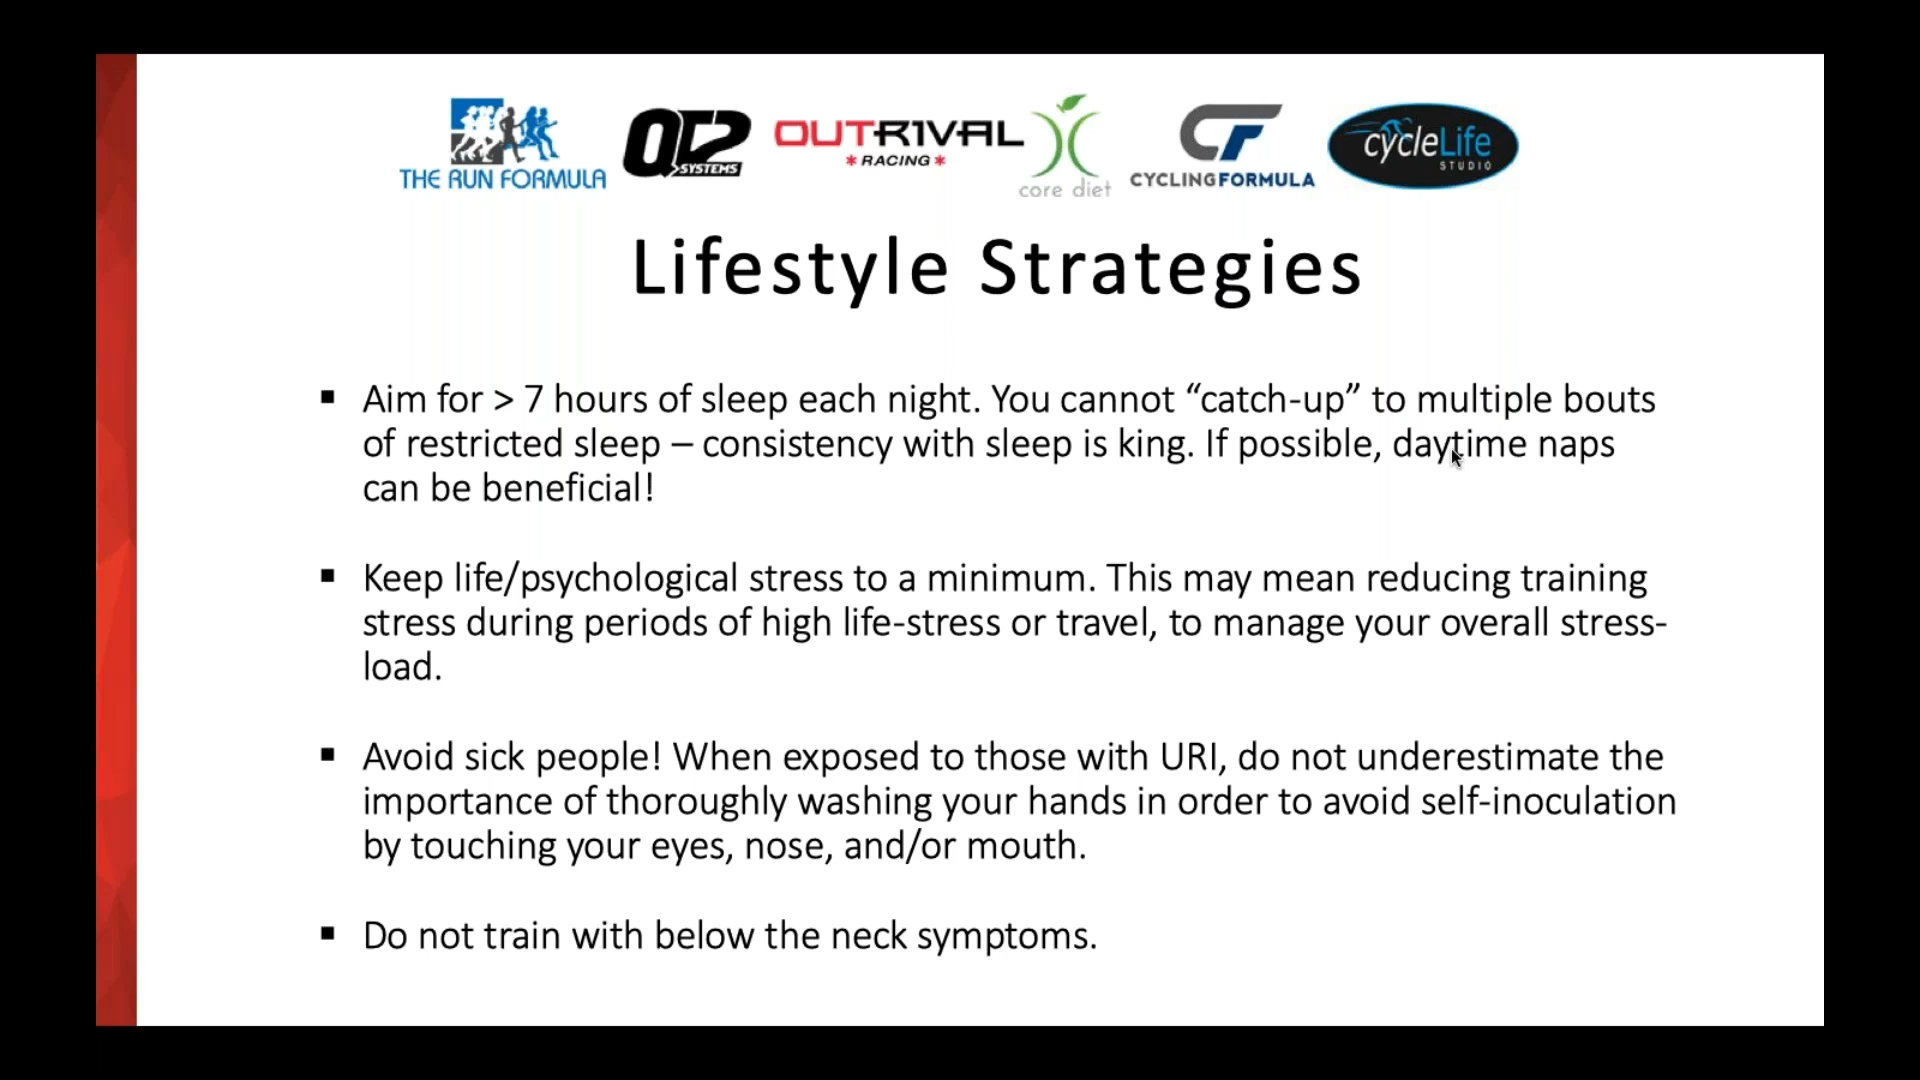 THE RUN FORMULA
QT2 SYSTEMS
OUTRIVAL
RACING
core diet
CYCLINGFORMULA
cycleLife
STUDIO
Lifestyle Strategies
▪ Aim for > 7 hours of sleep each night. You cannot “catch-up” to multiple bouts
of restricted sleep – consistency with sleep is king. If possible, daytime naps
can be beneficial!
▪ Keep life/psychological stress to a minimum. This may mean reducing training
stress during periods of high life-stress or travel, to manage your overall stress-
load.
▪ Avoid sick people! When exposed to those with URI, do not underestimate the
importance of thoroughly washing your hands in order to avoid self-inoculation
by touching your eyes, nose, and/or mouth.
▪ Do not train with below the neck symptoms.